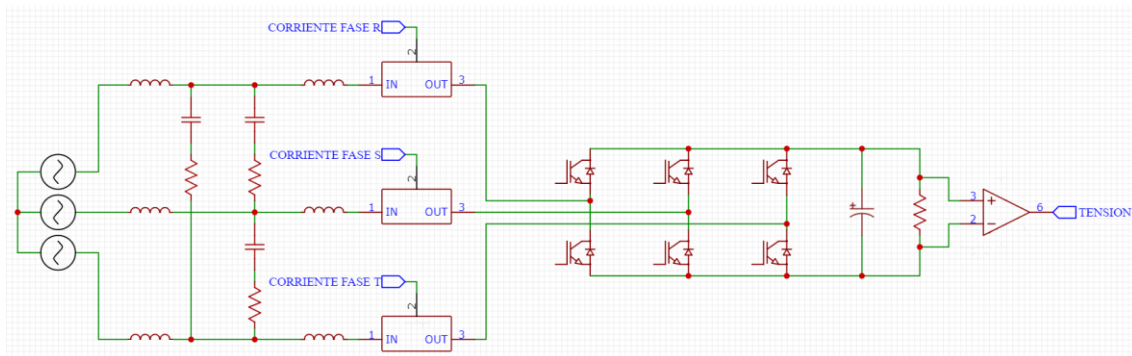 CORRIENTE FASE R
2
1 IN OUT 3
CORRIENTE FASE S
2
1 IN OUT 3
3 +
2 −
6 TENSION
+
CORRIENTE FASE T
2
1 IN OUT 3